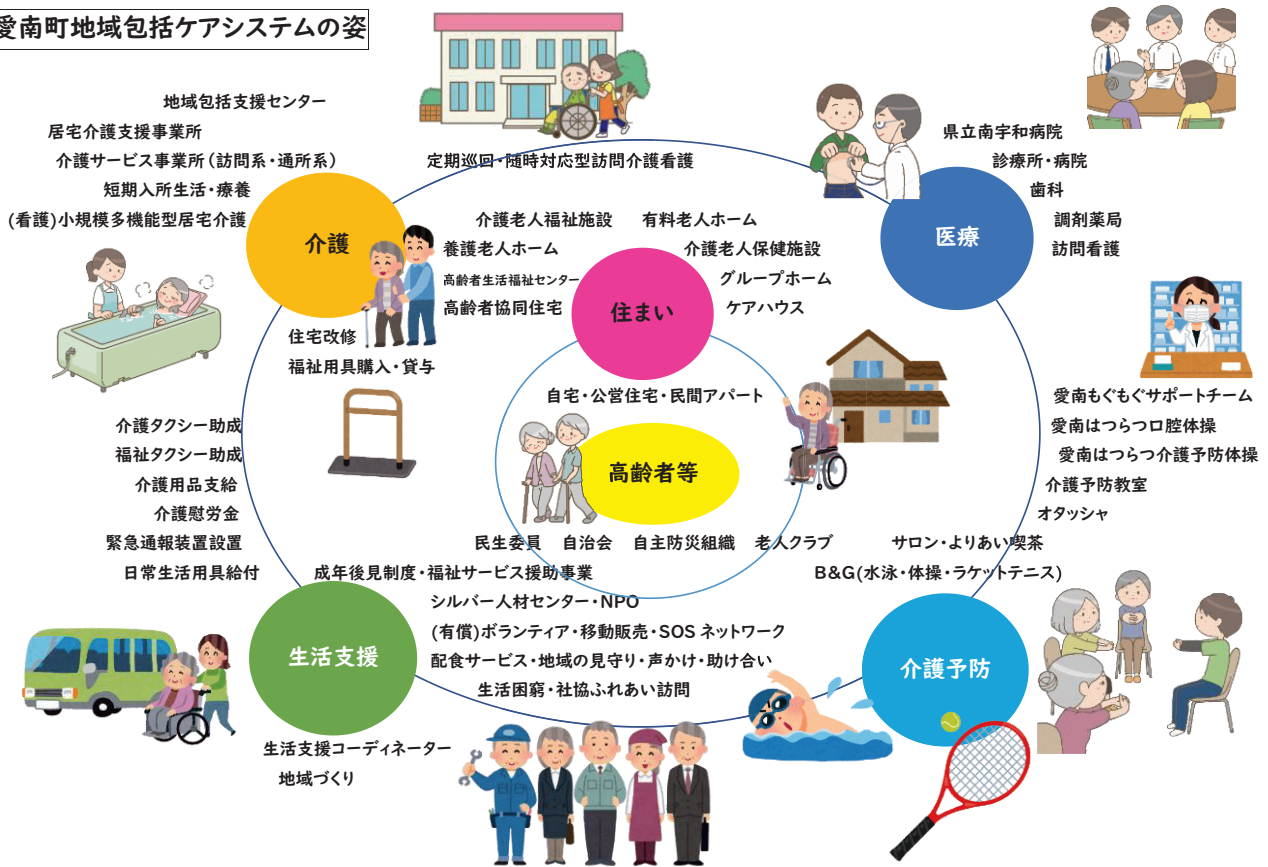 愛南町地域包括ケアシステムの姿
地域包括支援センター
居宅介護支援事業所
介護サービス事業所(訪問系・通所系)
短期入所生活・療養
(看護)小規模多機能型居宅介護
介護
定期巡回・随時対応型訪問介護看護
県立南宇和病院
診療所・病院
歯科
調剤薬局
訪問看護
医療
介護老人福祉施設
有料老人ホーム
養護老人ホーム
介護老人保健施設
高齢者生活福祉センター
グループホーム
高齢者協同住宅
ケアハウス
住まい
住宅改修
福祉用具購入・貸与
自宅・公営住宅・民間アパート
高齢者等
介護タクシー助成
福祉タクシー助成
介護用品支給
介護慰労金
緊急通報装置設置
日常生活用具給付
愛南もぐもぐサポートチーム
愛南はつらつ口腔体操
愛南はつらつ介護予防体操
介護予防教室
オタッシャ
サロン・よりあい喫茶
B&G(水泳・体操・ラケットテニス)
民生委員 自治会 自主防災組織 老人クラブ
成年後見制度・福祉サービス援助事業
シルバー人材センター・NPO
(有償)ボランティア・移動販売・SOSネットワーク
配食サービス・地域の見守り・声かけ・助け合い
生活困窮・社協ふれあい訪問
生活支援
介護予防
生活支援コーディネーター
地域づくり